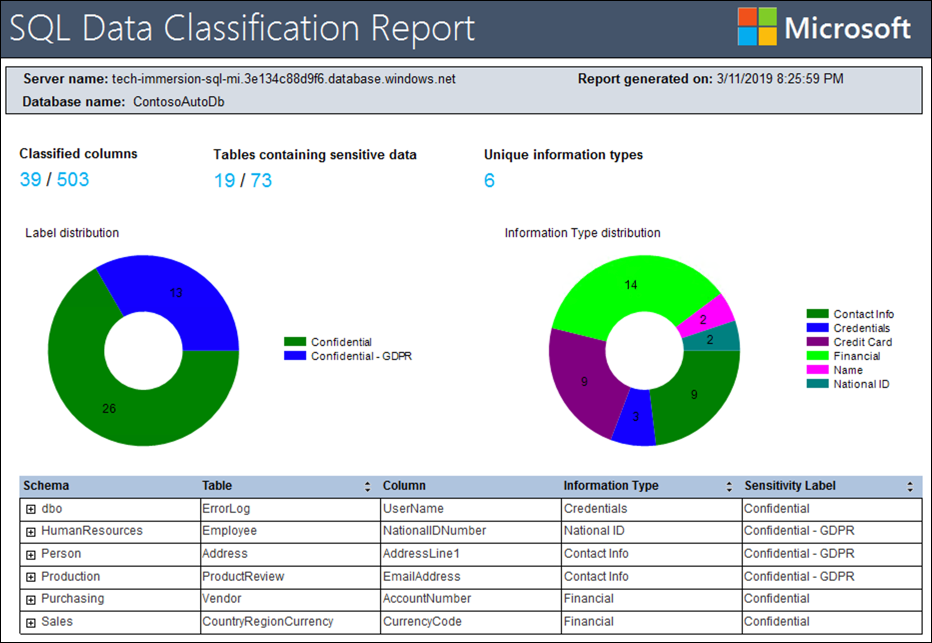 SQL Data Classification Report
Microsoft
Server name: tech-immersion-sql-mi.3e134c88d9f6.database.windows.net
Report generated on: 3/11/2019 8:25:59 PM
Database name: ContosoAutoDb
Classified columns
39 / 503
Tables containing sensitive data
19 / 73
Unique information types
6
Label distribution
13
26
Confidential
Confidential - GDPR
Information Type distribution
14
2
2
9
9
3
Contact Info
Credentials
Credit Card
Financial
Name
National ID
Schema Table Column Information Type Sensitivity Label
dbo ErrorLog UserName Credentials Confidential
HumanResources Employee NationalIDNumber National ID Confidential - GDPR
Person Address AddressLine1 Contact Info Confidential - GDPR
Production ProductReview EmailAddress Contact Info Confidential - GDPR
Purchasing Vendor AccountNumber Financial Confidential
Sales CountryRegionCurrency CurrencyCode Financial Confidential